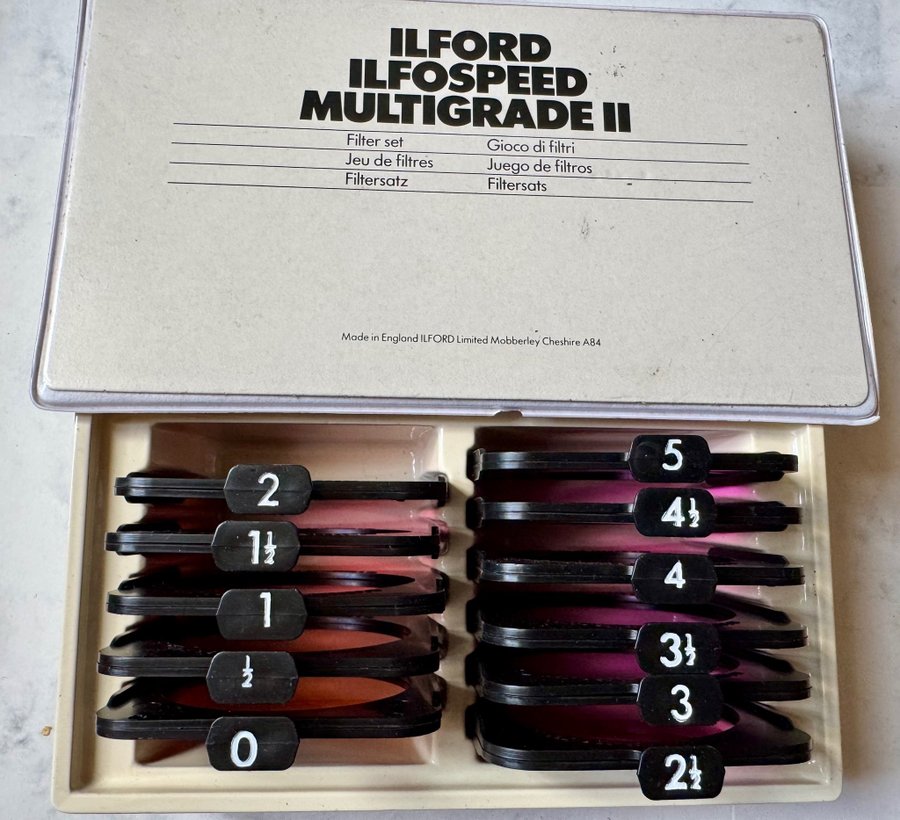 ILFORD
ILFOSPEED
MULTIGRADE II
Filter set Gioco di filtri
Jeu de filtres Juego de filtros
Filtersatz Filtersats
Made in England ILFORD Limited Mobberley Cheshire A84
2
1½
1
½
0
5
4½
4
3½
3
2½